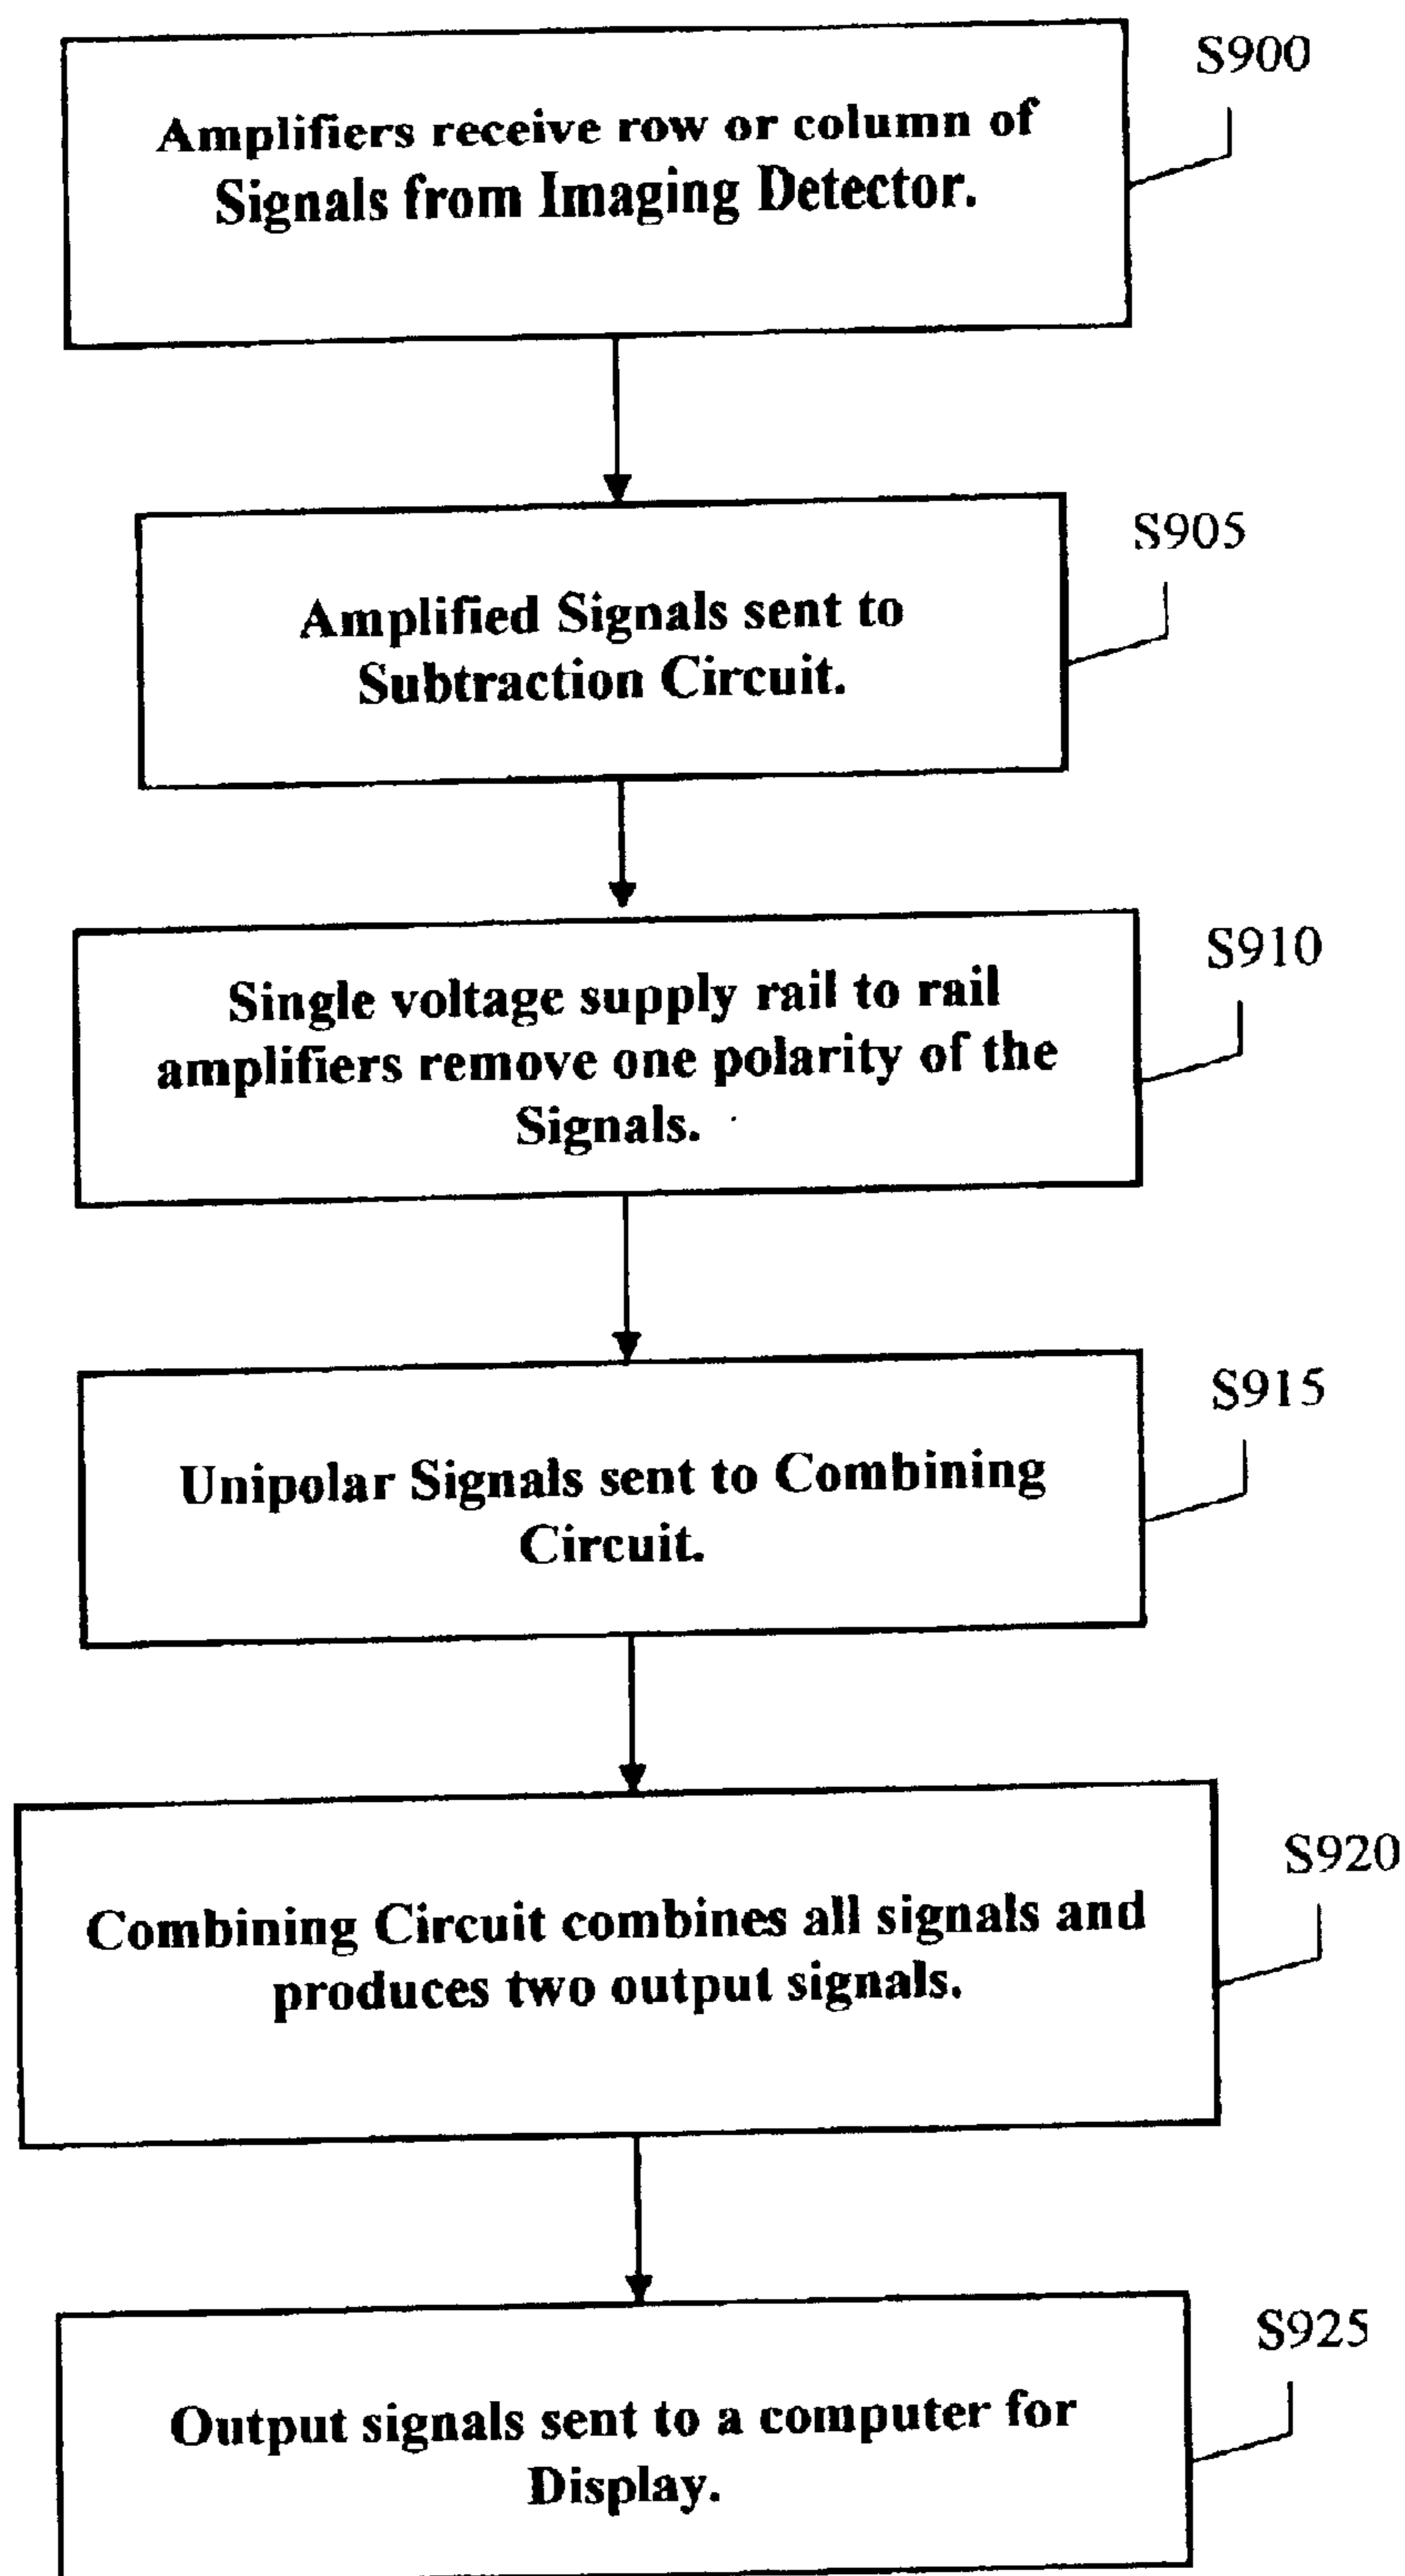 S900
Amplifiers receive row or column of
Signals from Imaging Detector.
S905
Amplified Signals sent to
Subtraction Circuit.
S910
Single voltage supply rail to rail
amplifiers remove one polarity of the
Signals.
S915
Unipolar Signals sent to Combining
Circuit.
S920
Combining Circuit combines all signals and
produces two output signals.
S925
Output signals sent to a computer for
Display.